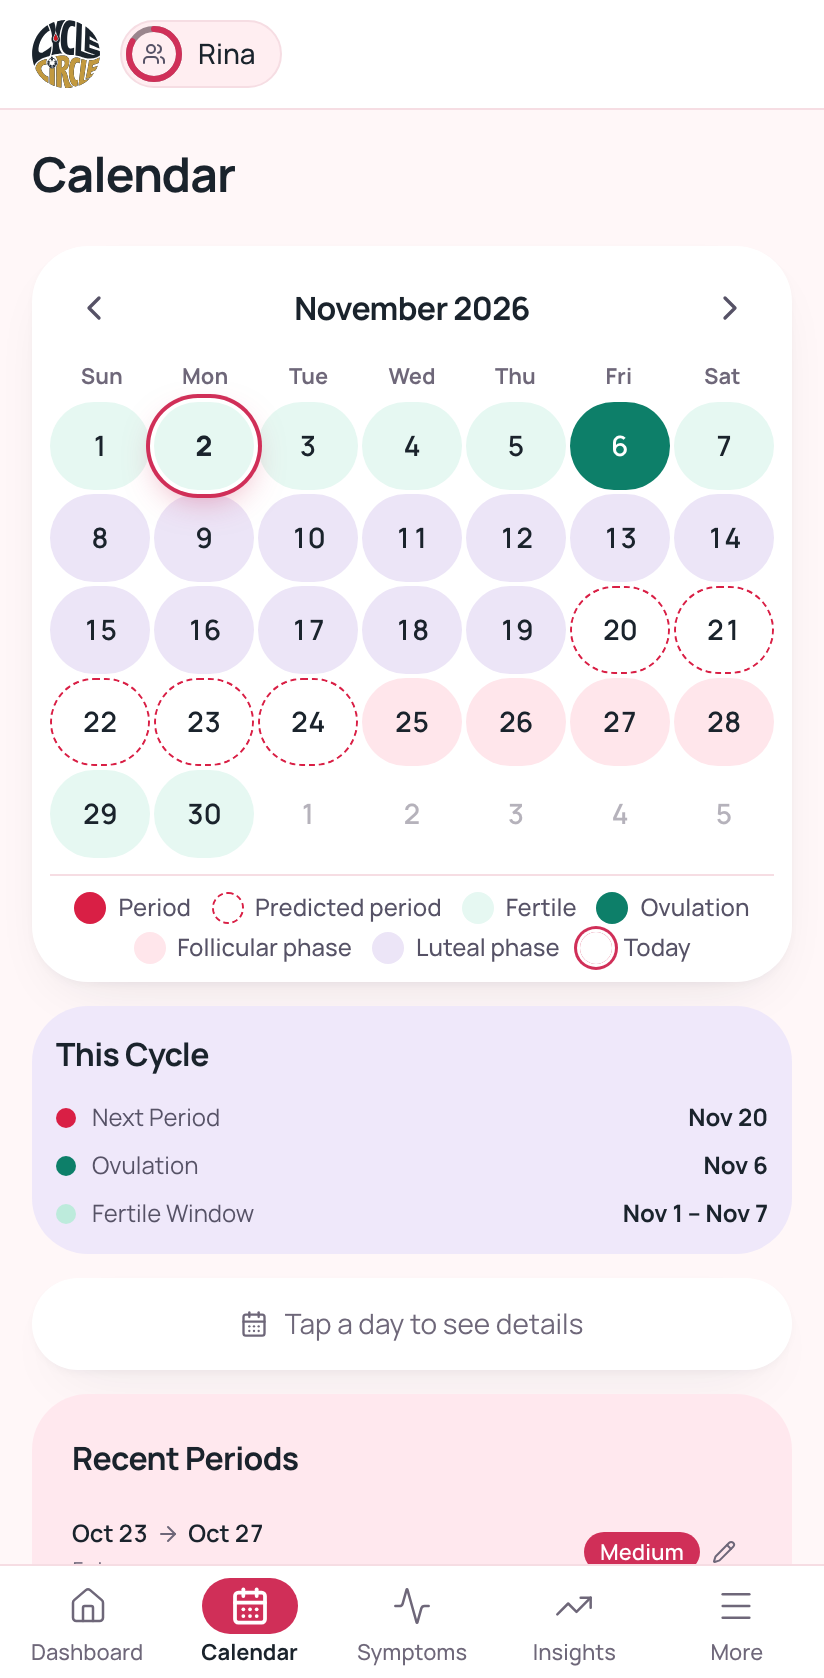 CYCLE
CIRCLE
Rina
Calendar
November 2026
Sun Mon Tue Wed Thu Fri Sat
1 2 3 4 5 6 7
8 9 10 11 12 13 14
15 16 17 18 19 20 21
22 23 24 25 26 27 28
29 30 1 2 3 4 5
Period Predicted period Fertile Ovulation
Follicular phase Luteal phase Today
This Cycle
Next Period Nov 20
Ovulation Nov 6
Fertile Window Nov 1 – Nov 7
Tap a day to see details
Recent Periods
Oct 23 → Oct 27
Medium
Dashboard Calendar Symptoms Insights More